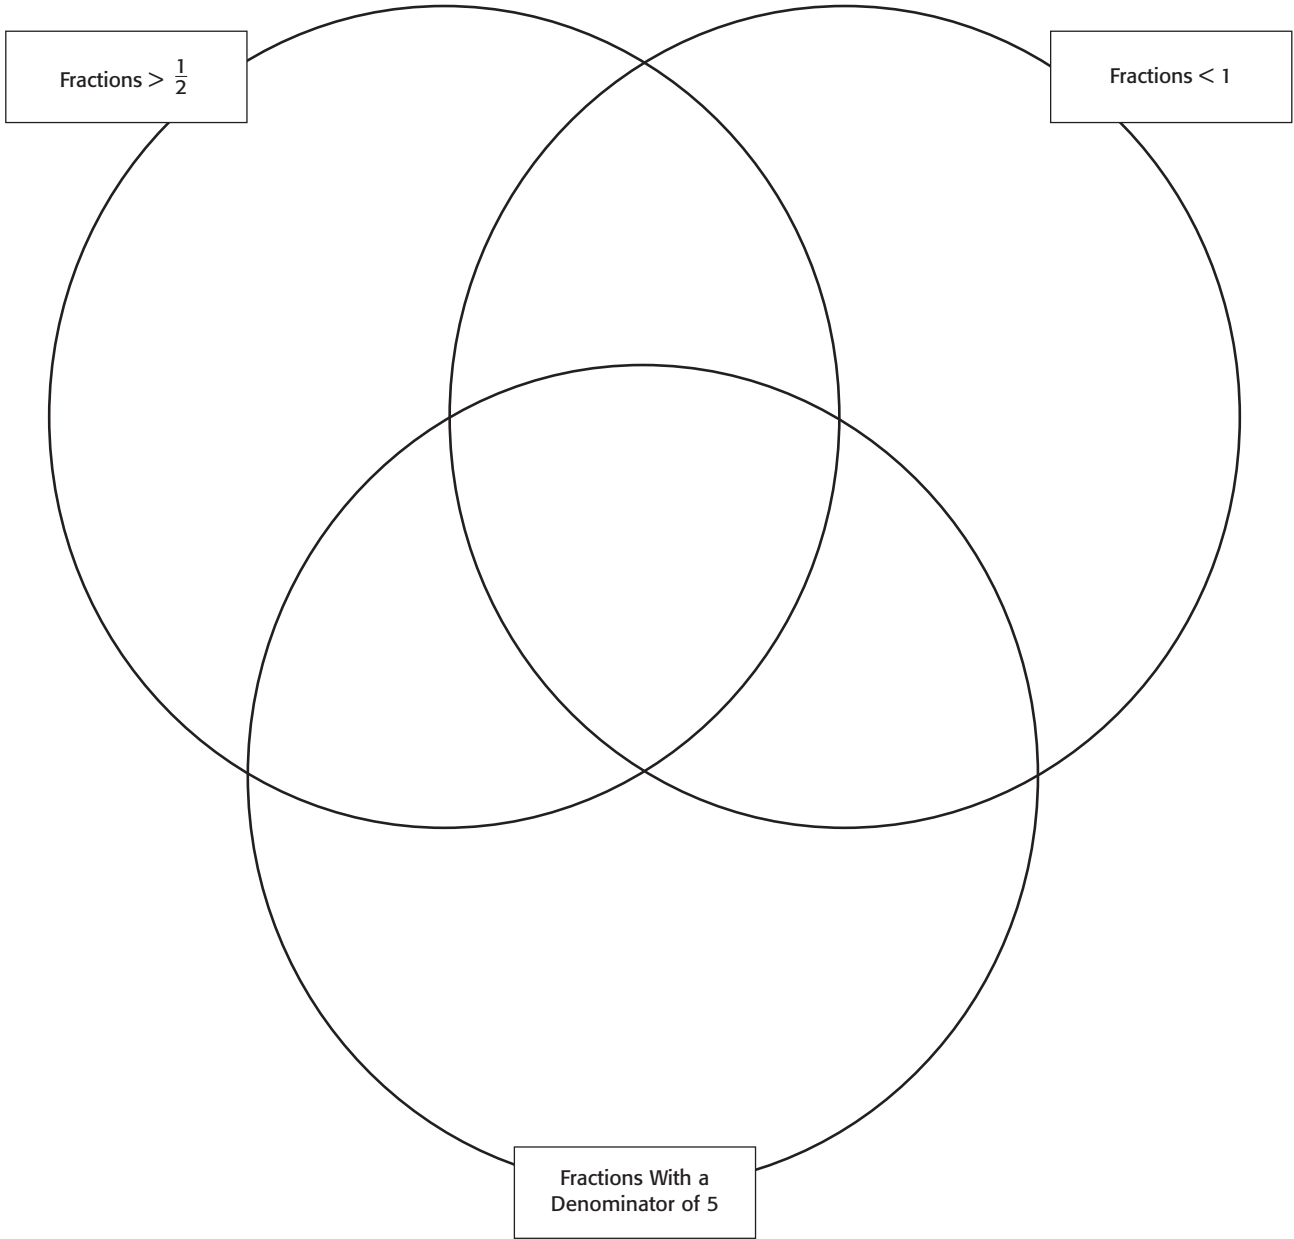 Fractions > 1/2
Fractions < 1
Fractions With a
Denominator of 5